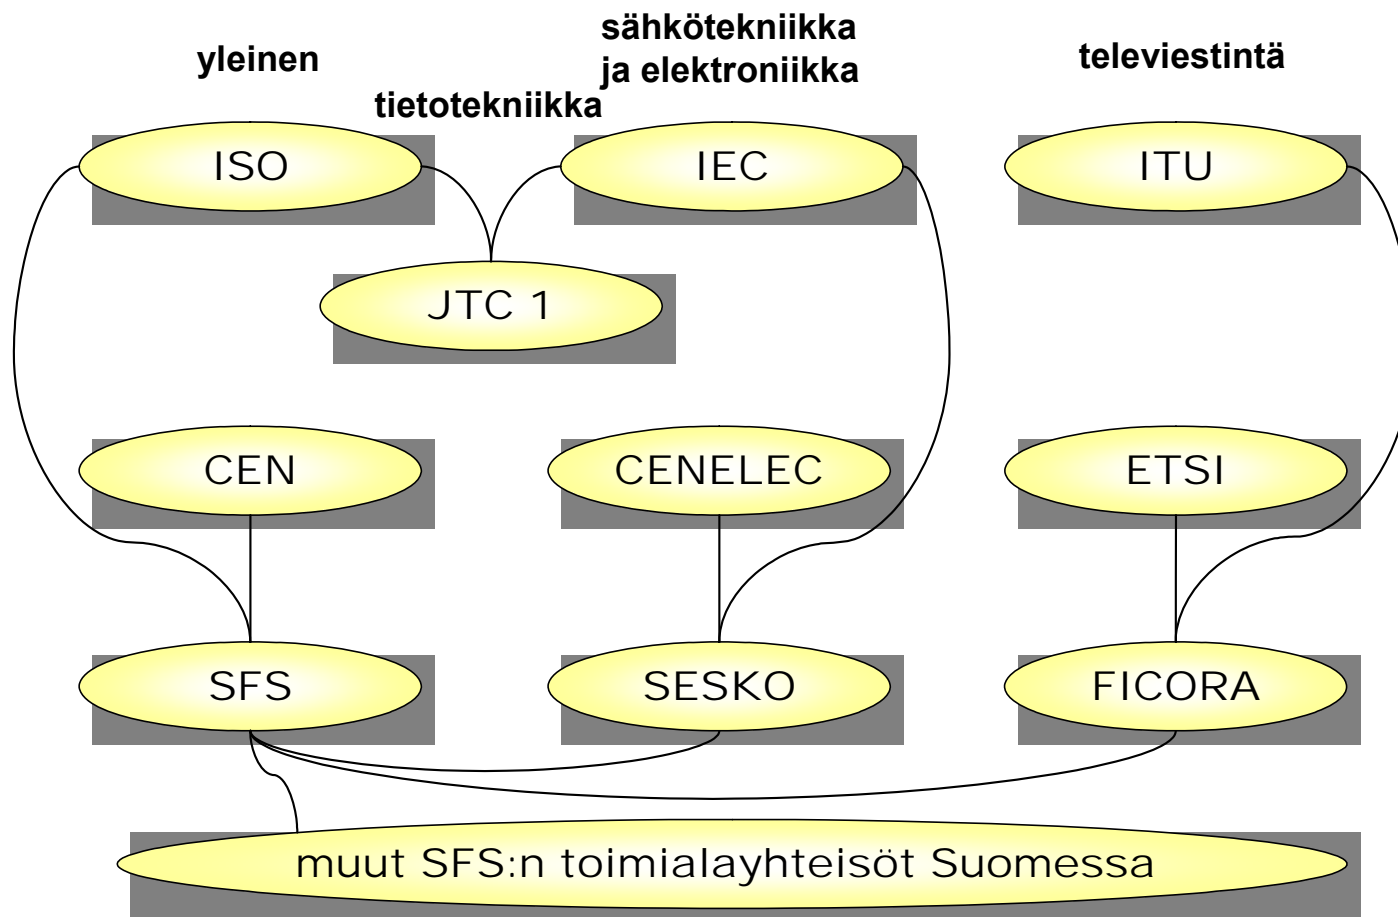 yleinen
sähkötekniikka
ja elektroniikka
televiestintä
tietotekniikka
ISO
IEC
ITU
JTC 1
CEN
CENELEC
ETSI
SFS
SESKO
FICORA
muut SFS:n toimialayhteisöt Suomessa